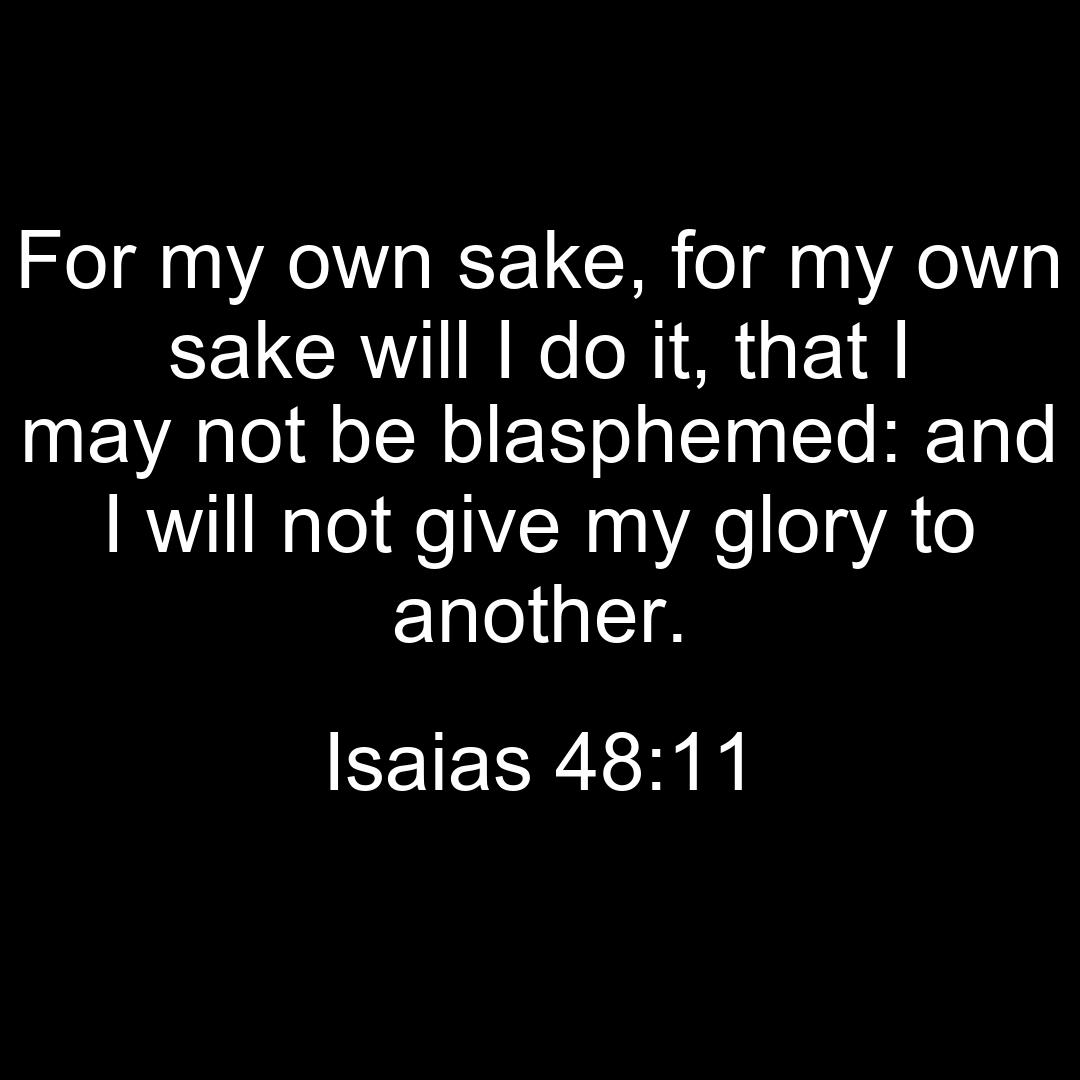 For my own sake, for my own
sake will I do it, that I
may not be blasphemed: and
I will not give my glory to
another.
Isaias 48:11